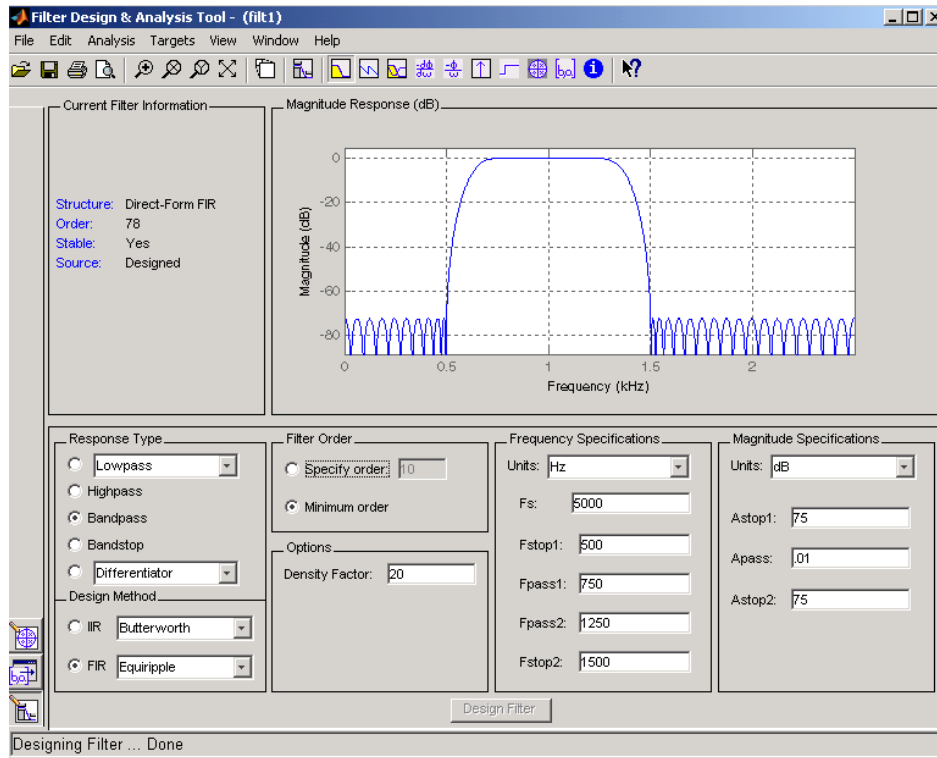 Filter Design & Analysis Tool - (filt1)
File Edit Analysis Targets View Window Help
Current Filter Information
Structure: Direct-Form FIR
Order: 78
Stable: Yes
Source: Designed
Magnitude Response (dB)
Magnitude (dB)
0
-20
-40
-60
-80
0 0.5 1 1.5 2
Frequency (kHz)
Response Type
Lowpass
Highpass
Bandpass
Bandstop
Differentiator
Design Method
IIR Butterworth
FIR Equiripple
Filter Order
Specify order: 10
Minimum order
Options
Density Factor: 20
Frequency Specifications
Units: Hz
Fs: 5000
Fstop1: 500
Fpass1: 750
Fpass2: 1250
Fstop2: 1500
Magnitude Specifications
Units: dB
Astop1: 75
Apass: .01
Astop2: 75
Design Filter
Designing Filter ... Done